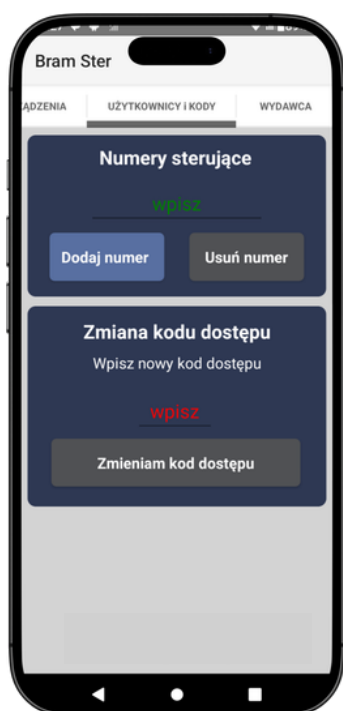 Bram Ster
ĄDZENIA UŻYTKOWNICY i KODY WYDAWCA
Numery sterujące
wpisz
Dodaj numer Usuń numer
Zmiana kodu dostępu
Wpisz nowy kod dostępu
wpisz
Zmieniam kod dostępu